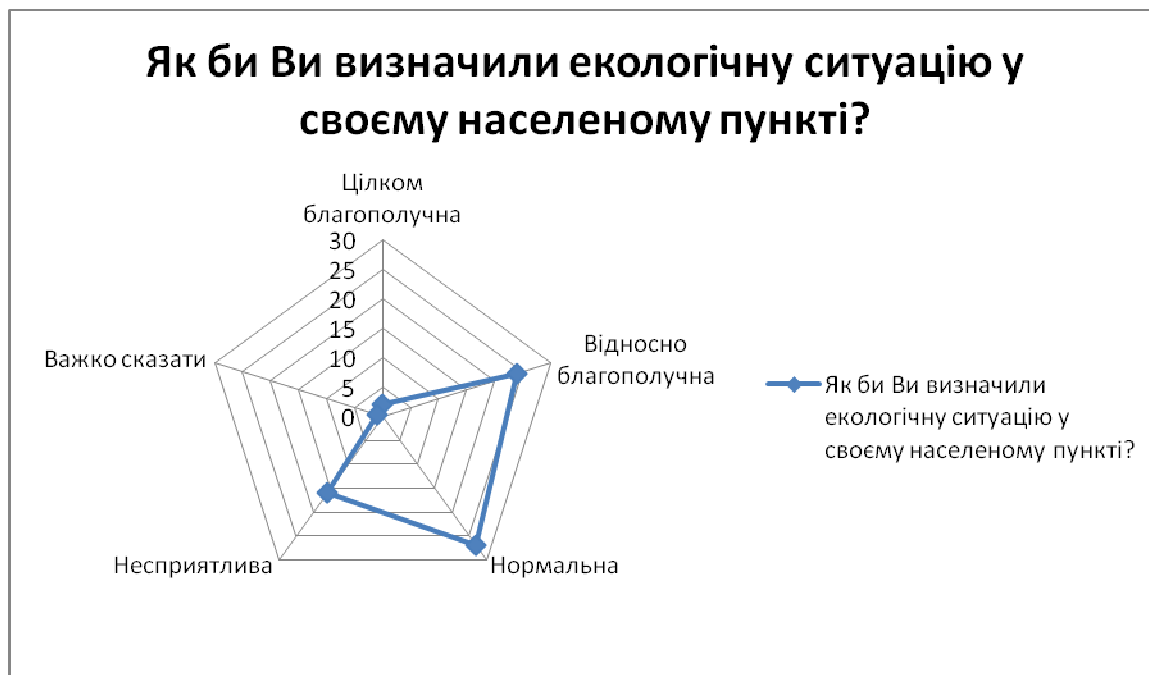 Як би Ви визначили екологічну ситуацію у
своєму населеному пункті?
Цілком
благополучна
30
25
20
15
10
5
0
Відносно
благополучна
Нормальна
Несприятлива
Важко сказати
Як би Ви визначили
екологічну ситуацію у
своєму населеному пункті?